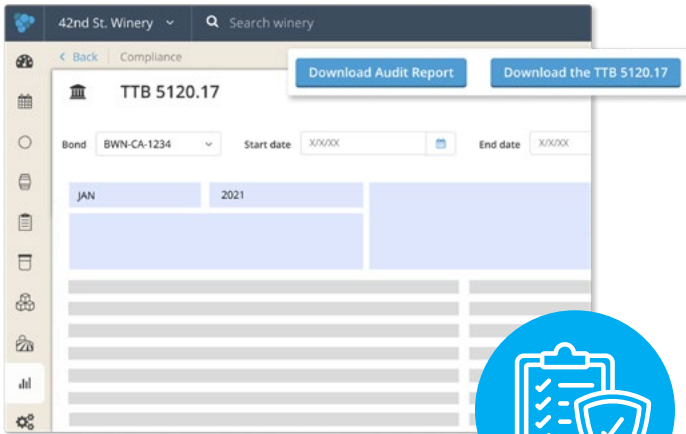 42nd St. Winery
Search winery
Back
Compliance
Download Audit Report
Download the TTB 5120.17
TTB 5120.17
Bond
BWN-CA-1234
Start date
X/X/XX
End date
X/X/XX
JAN
2021